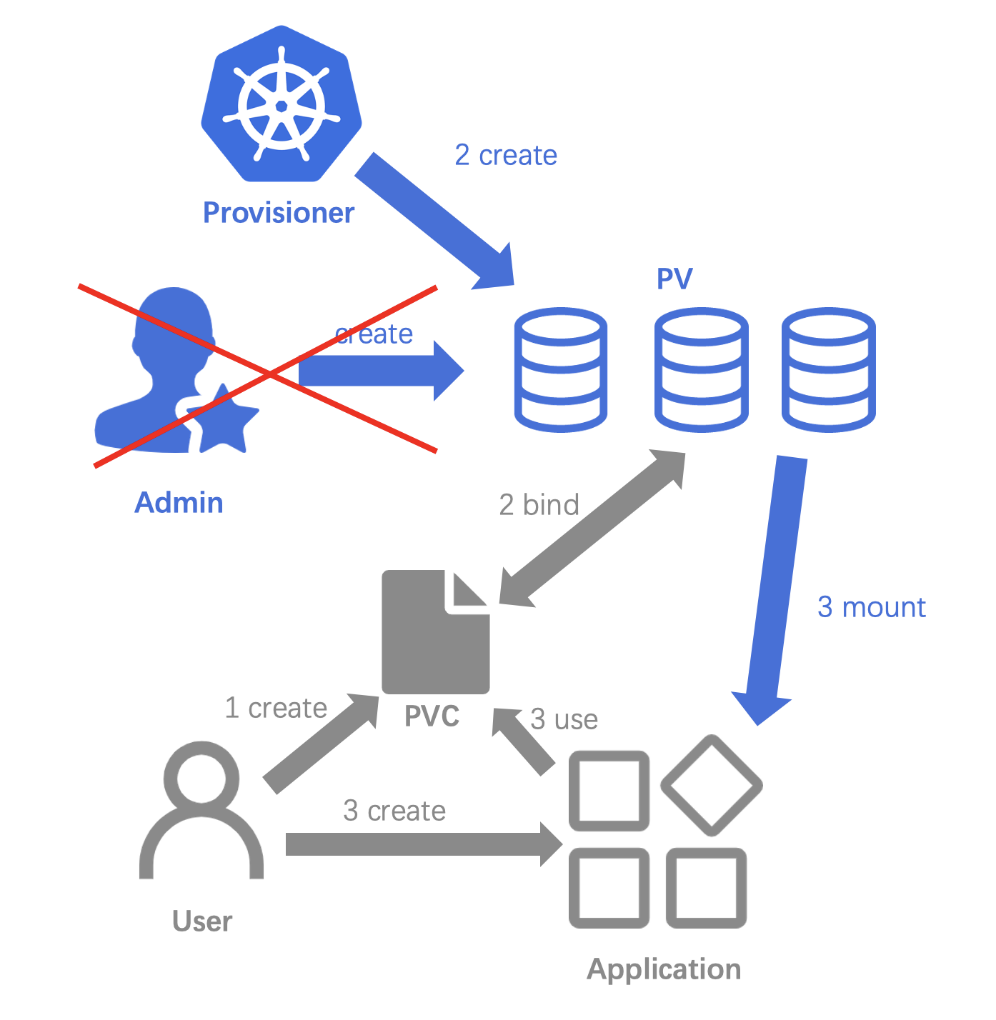 2 create
Provisioner
PV
create
Admin
2 bind
3 mount
1 create
PVC
3 use
3 create
User
Application